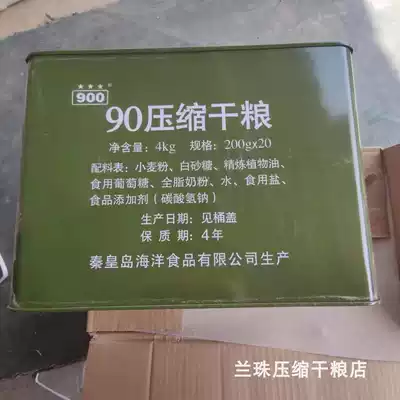 ★★★
900
90压缩干粮
净含量：4kg 规格：200gx20
配料表：小麦粉、白砂糖、精炼植物油、
食用葡萄糖、全脂奶粉、水、食用盐、
食品添加剂（碳酸氢钠）
生产日期：见桶盖
保质期：4年
秦皇岛海洋食品有限公司生产
兰珠压缩干粮店